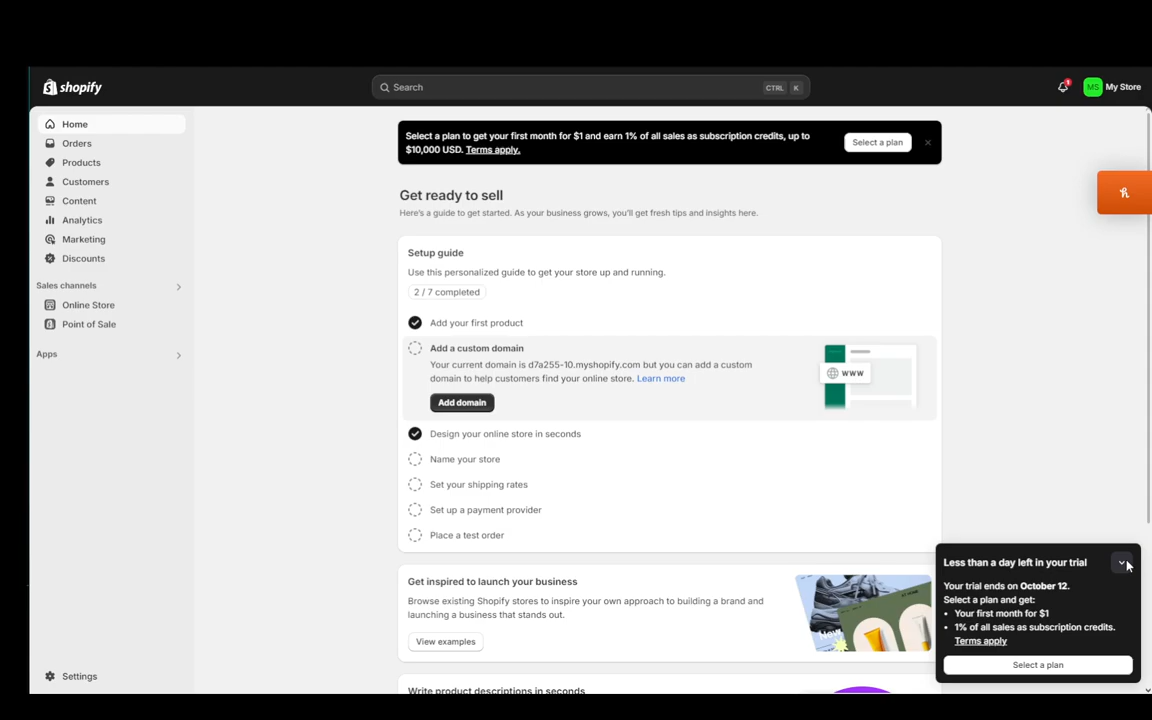 shopify
Search
CTRL K
1
MS
My Store
Home
Orders
Products
Customers
Content
Analytics
Marketing
Discounts
Sales channels
Online Store
Point of Sale
Apps
Settings
Select a plan to get your first month for $1 and earn 1% of all sales as subscription credits, up to
$10,000 USD. Terms apply.
Select a plan
Get ready to sell
Here's a guide to get started. As your business grows, you'll get fresh tips and insights here.
Setup guide
Use this personalized guide to get your store up and running.
2 / 7 completed
Add your first product
Add a custom domain
Your current domain is d7a255-10.myshopify.com but you can add a custom
domain to help customers find your online store. Learn more
Add domain
www
Design your online store in seconds
Name your store
Set your shipping rates
Set up a payment provider
Place a test order
Get inspired to launch your business
Browse existing Shopify stores to inspire your own approach to building a brand and
launching a business that stands out.
View examples
New
Write product descriptions in seconds
Less than a day left in your trial
Your trial ends on October 12.
Select a plan and get:
• Your first month for $1
• 1% of all sales as subscription credits.
Terms apply
Select a plan